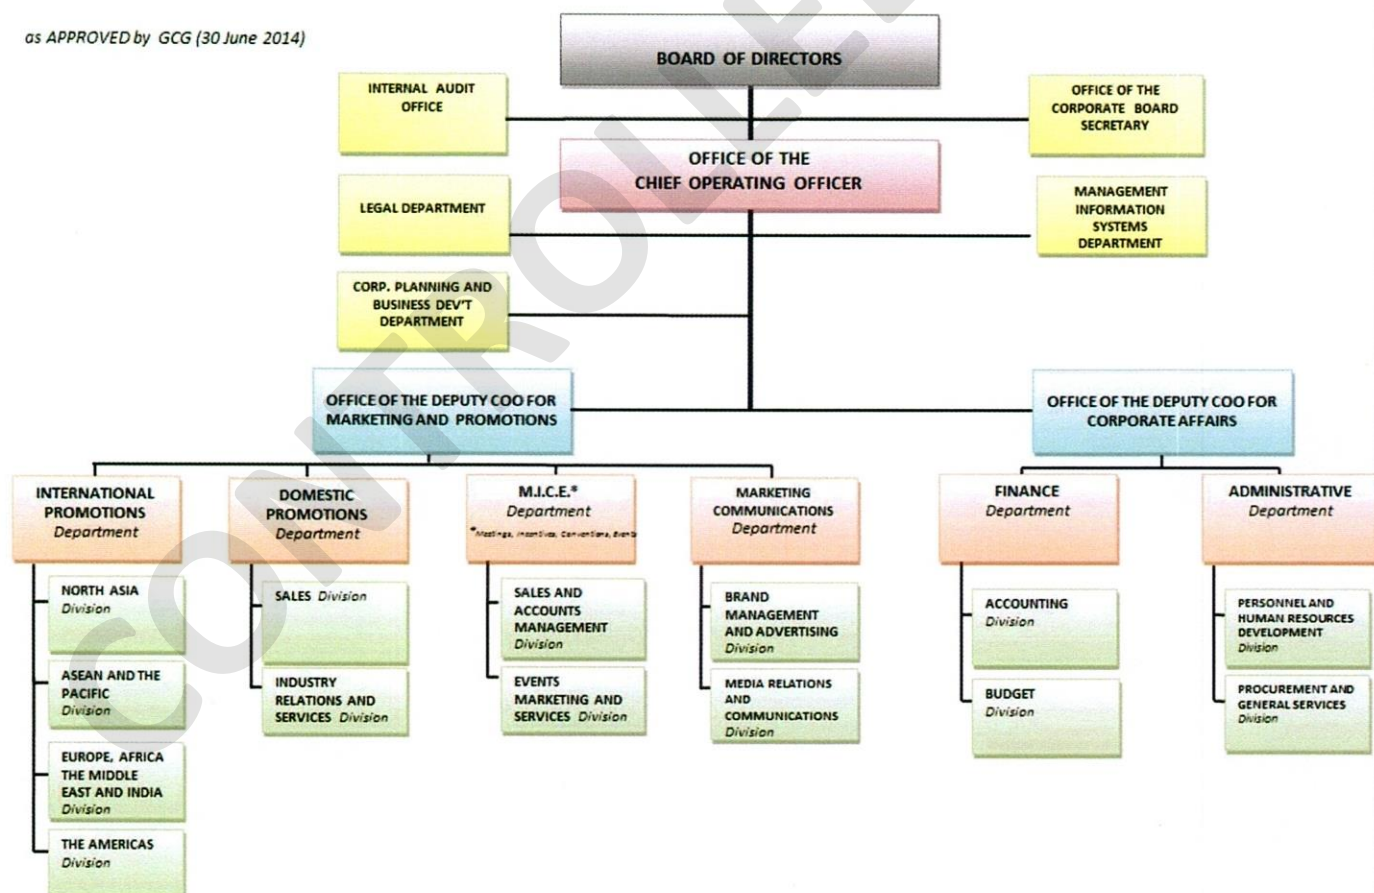 as APPROVED by GCG (30 June 2014)
BOARD OF DIRECTORS
INTERNAL AUDIT
OFFICE
OFFICE OF THE
CORPORATE BOARD
SECRETARY
OFFICE OF THE
CHIEF OPERATING OFFICER
LEGAL DEPARTMENT
MANAGEMENT
INFORMATION
SYSTEMS
DEPARTMENT
CORP. PLANNING AND
BUSINESS DEV'T
DEPARTMENT
OFFICE OF THE DEPUTY COO FOR
MARKETING AND PROMOTIONS
OFFICE OF THE DEPUTY COO FOR
CORPORATE AFFAIRS
INTERNATIONAL
PROMOTIONS
Department
NORTH ASIA
Division
ASEAN AND THE
PACIFIC
Division
EUROPE, AFRICA
THE MIDDLE
EAST AND INDIA
Division
THE AMERICAS
Division
DOMESTIC
PROMOTIONS
Department
SALES Division
INDUSTRY
RELATIONS AND
SERVICES Division
M.I.C.E.*
Department
*Meetings, Incentives, Conventions, Events
SALES AND
ACCOUNTS
MANAGEMENT
Division
EVENTS
MARKETING AND
SERVICES Division
MARKETING
COMMUNICATIONS
Department
BRAND
MANAGEMENT
AND ADVERTISING
Division
MEDIA RELATIONS
AND
COMMUNICATIONS
Division
FINANCE
Department
ACCOUNTING
Division
BUDGET
Division
ADMINISTRATIVE
Department
PERSONNEL AND
HUMAN RESOURCES
DEVELOPMENT
Division
PROCUREMENT AND
GENERAL SERVICES
Division
CONTROLLE